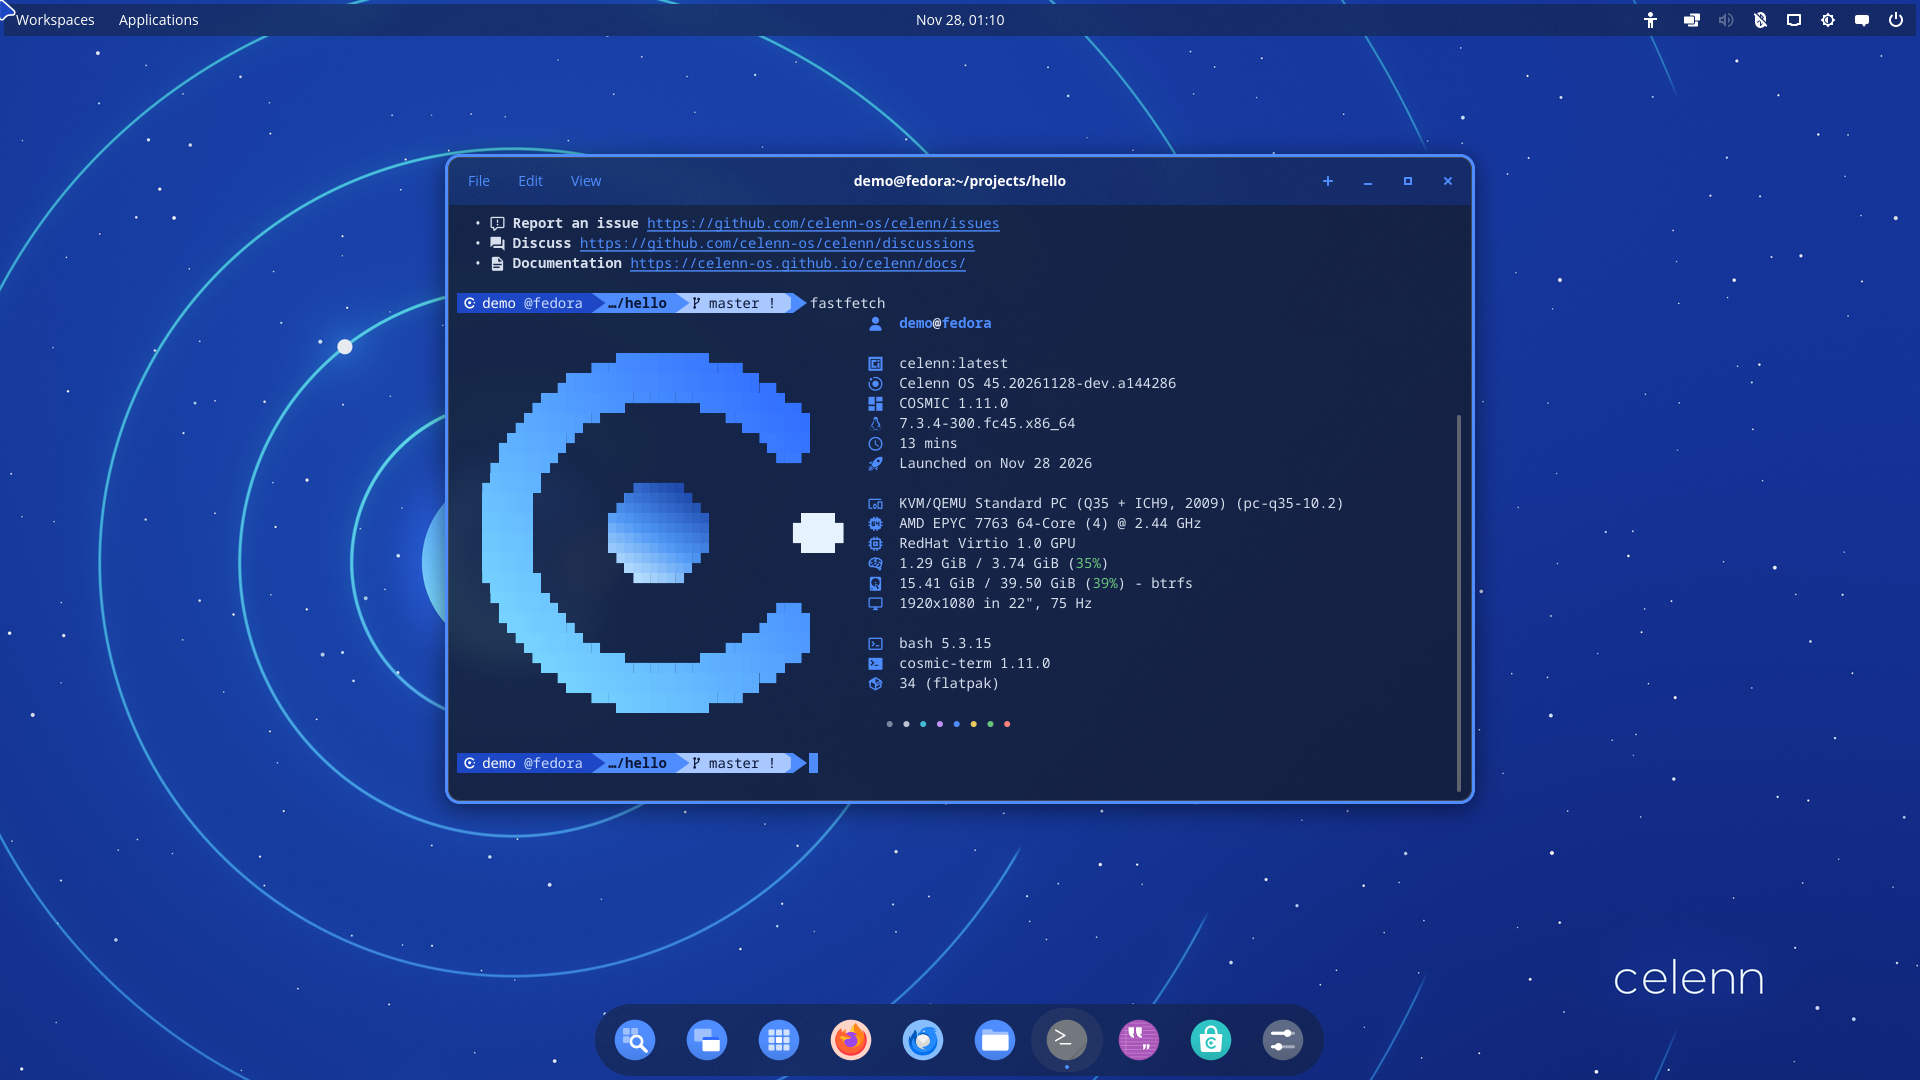 Workspaces Applications Nov 28, 01:10
File Edit View demo@fedora:~/projects/hello
• Report an issue https://github.com/celenn-os/celenn/issues
• Discuss https://github.com/celenn-os/celenn/discussions
• Documentation https://celenn-os.github.io/celenn/docs/
demo @fedora …/hello master ! fastfetch
demo@fedora
celenn:latest
Celenn OS 45.20261128-dev.a144286
COSMIC 1.11.0
7.3.4-300.fc45.x86_64
13 mins
Launched on Nov 28 2026
KVM/QEMU Standard PC (Q35 + ICH9, 2009) (pc-q35-10.2)
AMD EPYC 7763 64-Core (4) @ 2.44 GHz
RedHat Virtio 1.0 GPU
1.29 GiB / 3.74 GiB (35%)
15.41 GiB / 39.50 GiB (39%) - btrfs
1920x1080 in 22", 75 Hz
bash 5.3.15
cosmic-term 1.11.0
34 (flatpak)
demo @fedora …/hello master !
celenn